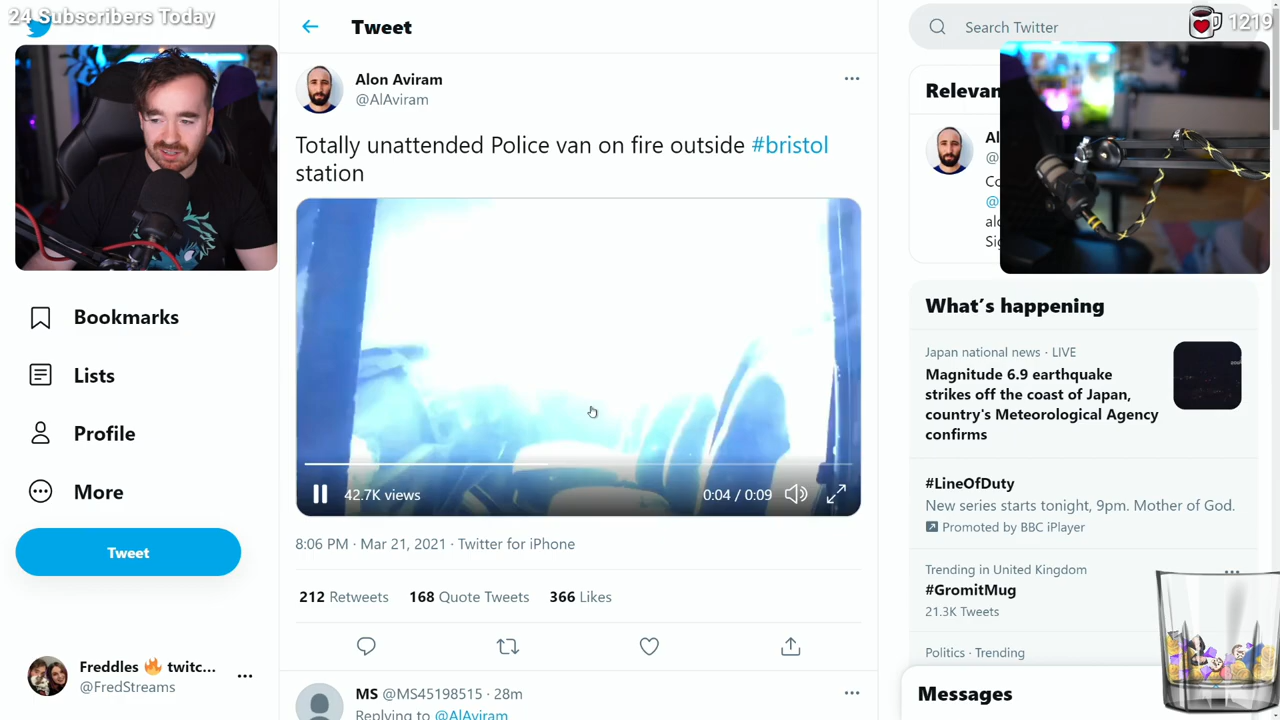 24 Subscribers Today
Tweet
Search Twitter
1219
Alon Aviram
@AlAviram
Totally unattended Police van on fire outside #bristol
station
42.7K views
0:04 / 0:09
8:06 PM · Mar 21, 2021 · Twitter for iPhone
212 Retweets 168 Quote Tweets 366 Likes
MS @MS45198515 · 28m
Replying to @AlAviram
Bookmarks
Lists
Profile
More
Tweet
Freddles 🔥 twitc...
@FredStreams
Relevan
Al
@
Co
@
alo
Sig
What's happening
Japan national news · LIVE
Magnitude 6.9 earthquake
strikes off the coast of Japan,
country's Meteorological Agency
confirms
#LineOfDuty
New series starts tonight, 9pm. Mother of God.
Promoted by BBC iPlayer
Trending in United Kingdom
#GromitMug
21.3K Tweets
Politics · Trending
Messages